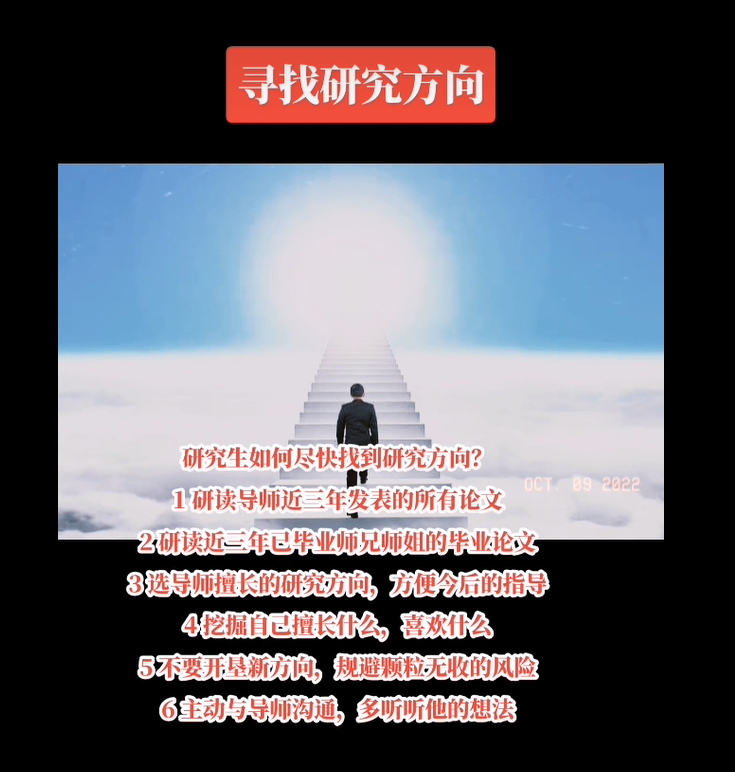 寻找研究方向
研究生如何尽快找到研究方向？
OCT. 09 2022
1 研读导师近三年发表的所有论文
2 研读近三年已毕业师兄师姐的毕业论文
3 选导师擅长的研究方向，方便今后的指导
4 挖掘自己擅长什么，喜欢什么
5 不要开垦新方向，规避颗粒无收的风险
6 主动与导师沟通，多听听他的想法